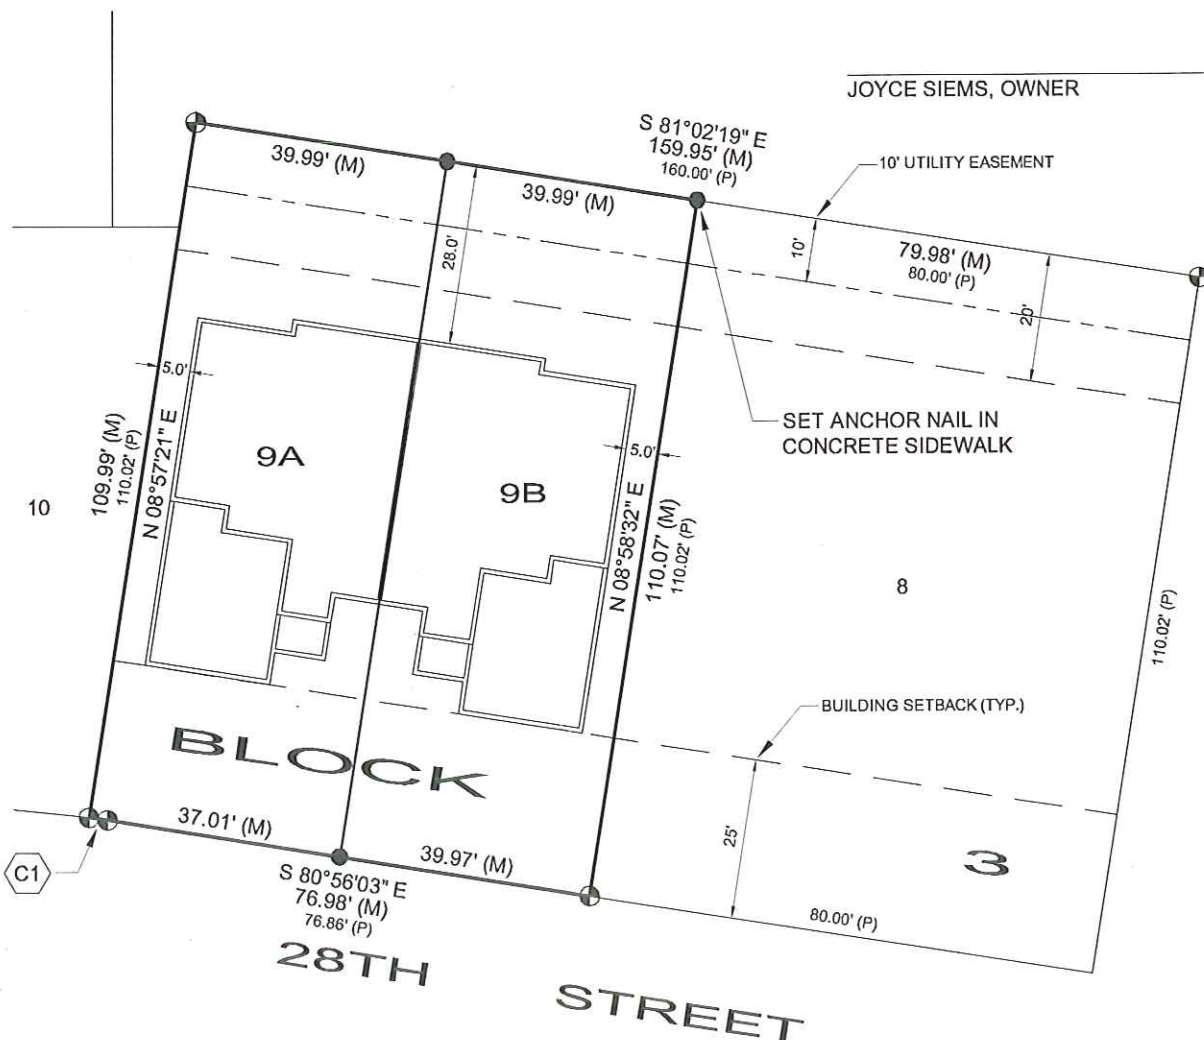 JOYCE SIEMS, OWNER
S 81°02'19" E
159.95' (M)
160.00' (P)
39.99' (M)
39.99' (M)
10' UTILITY EASEMENT
28.0'
10'
79.98' (M)
80.00' (P)
20'
5.0'
SET ANCHOR NAIL IN
CONCRETE SIDEWALK
109.99' (M)
110.02' (P)
N 08°57'21" E
9A
5.0'
9B
10
N 08°58'32" E
110.07' (M)
110.02' (P)
8
110.02' (P)
BUILDING SETBACK (TYP.)
BLOCK
37.01' (M)
25'
3
C1
39.97' (M)
S 80°56'03" E
76.98' (M)
76.86' (P)
80.00' (P)
28TH STREET